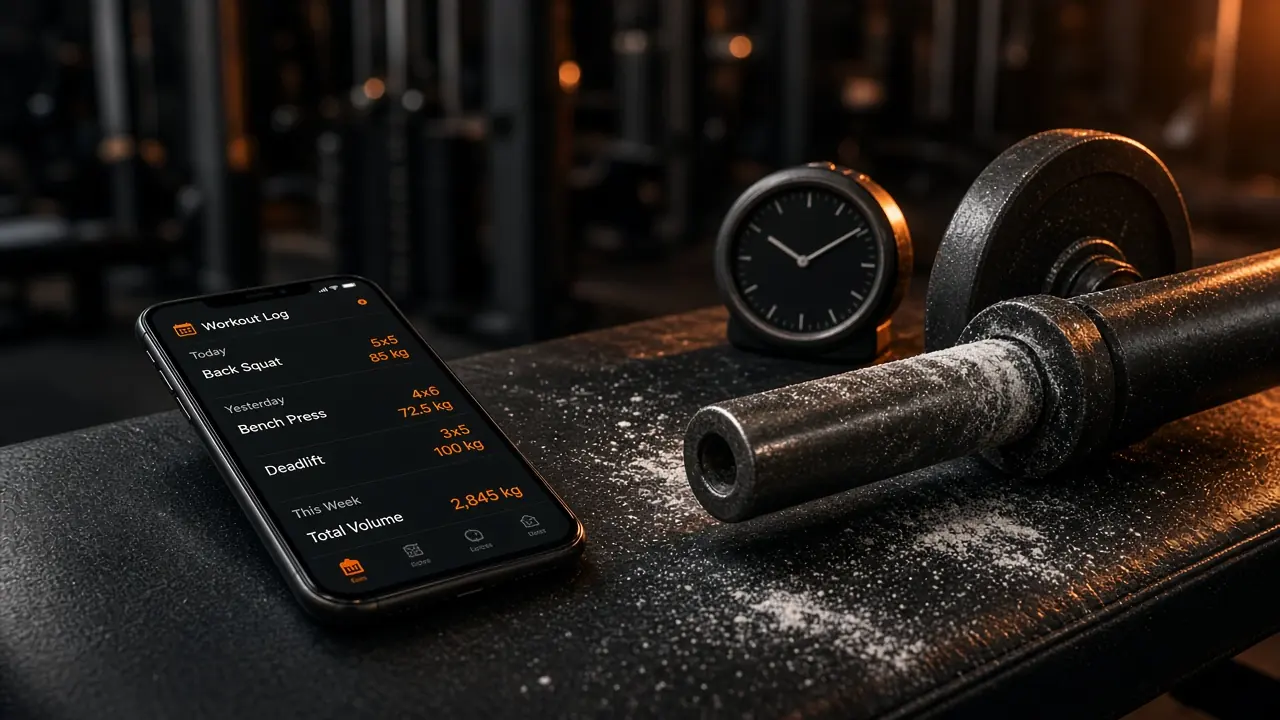 Workout Log
Today
Back Squat
5x5
85 kg
Yesterday
Bench Press
4x6
72.5 kg
Deadlift
3x5
100 kg
This Week
Total Volume
2,845 kg